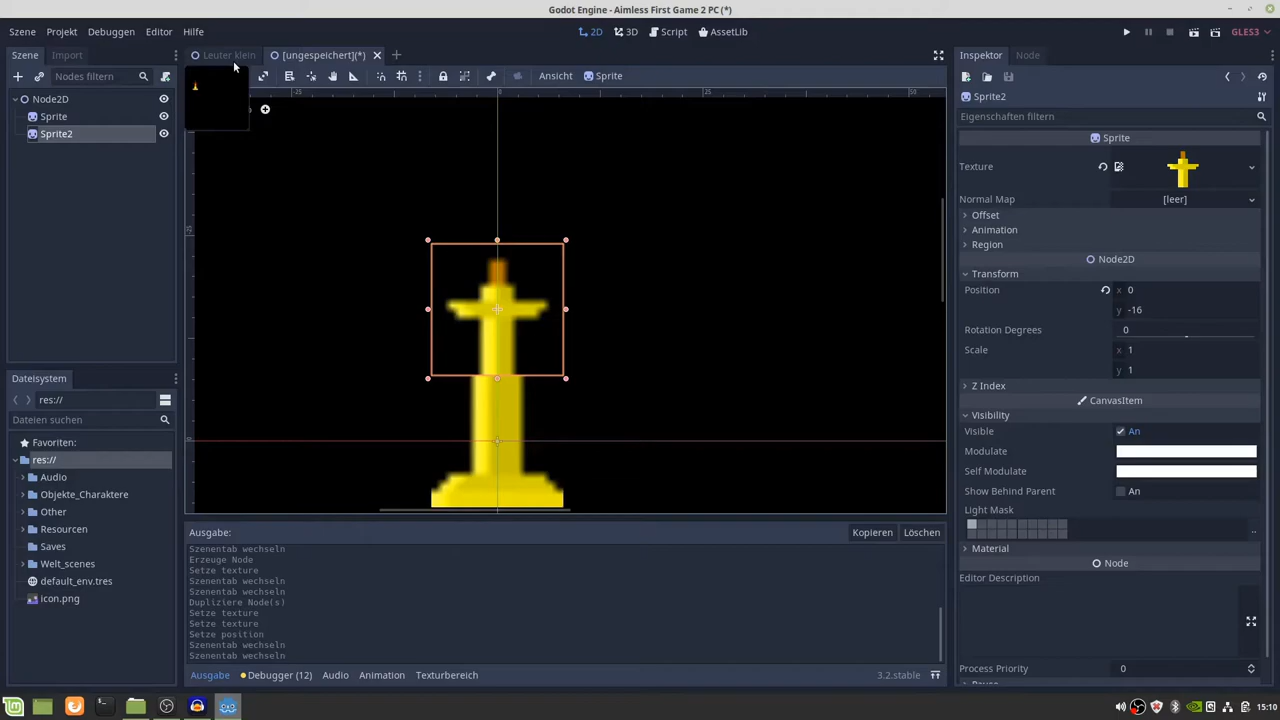 Godot Engine - Aimless First Game 2 PC (*)
Szene Projekt Debuggen Editor Hilfe
2D 3D Script AssetLib
GLES3
Szene Import
Leuter klein [ungespeichert](*)
Inspektor Node
Nodes filtern
Ansicht Sprite
-25 0 25 50
Node2D
Sprite
Sprite2
Sprite2
Eigenschaften filtern
Sprite
Texture
Normal Map [leer]
Offset
Animation
Region
Node2D
Transform
Position x 0
y -16
Rotation Degrees 0
Scale x 1
y 1
Z Index
CanvasItem
Visibility
Visible An
Modulate
Self Modulate
Show Behind Parent An
Light Mask
..
Material
Node
Editor Description
Process Priority 0
Dateisystem
res://
Dateien suchen
Favoriten:
res://
Audio
Objekte_Charaktere
Other
Resourcen
Saves
Welt_scenes
default_env.tres
icon.png
Ausgabe: Kopieren Löschen
Szenentab wechseln
Erzeuge Node
Setze texture
Szenentab wechseln
Szenentab wechseln
Dupliziere Node(s)
Setze texture
Setze texture
Setze position
Szenentab wechseln
Szenentab wechseln
Ausgabe Debugger (12) Audio Animation Texturbereich 3.2.stable
15:10